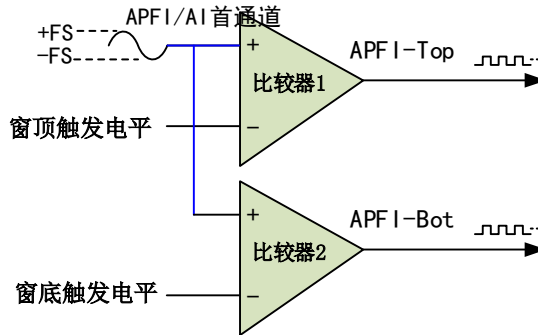 APFI/AI首通道
+FS
-FS
+
比较器1
-
APFI-Top
窗顶触发电平
+
比较器2
-
APFI-Bot
窗底触发电平